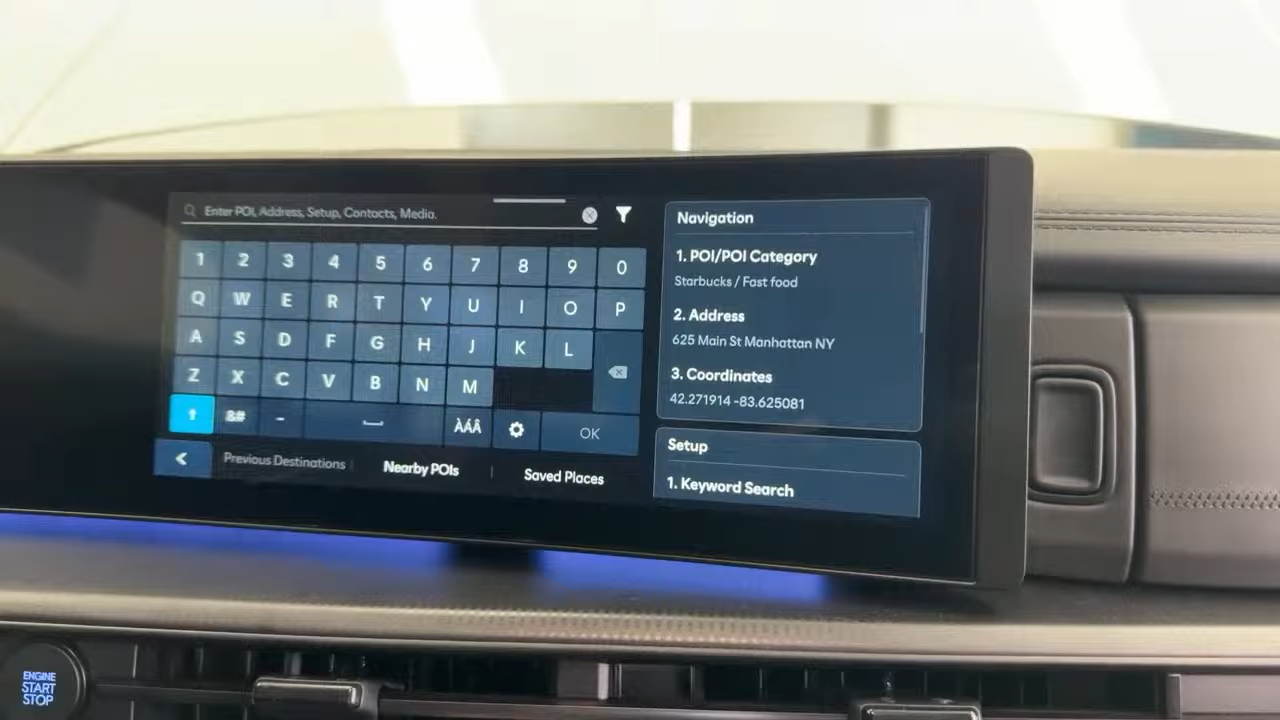 Enter POI, Address, Setup, Contacts, Media.
1 2 3 4 5 6 7 8 9 0
Q W E R T Y U I O P
A S D F G H J K L
Z X C V B N M
&# - ÀÁÂ OK
Previous Destinations Nearby POIs Saved Places
Navigation
1. POI/POI Category
Starbucks / Fast food
2. Address
625 Main St Manhattan NY
3. Coordinates
42.271914 -83.625081
Setup
1. Keyword Search
ENGINE
START
STOP